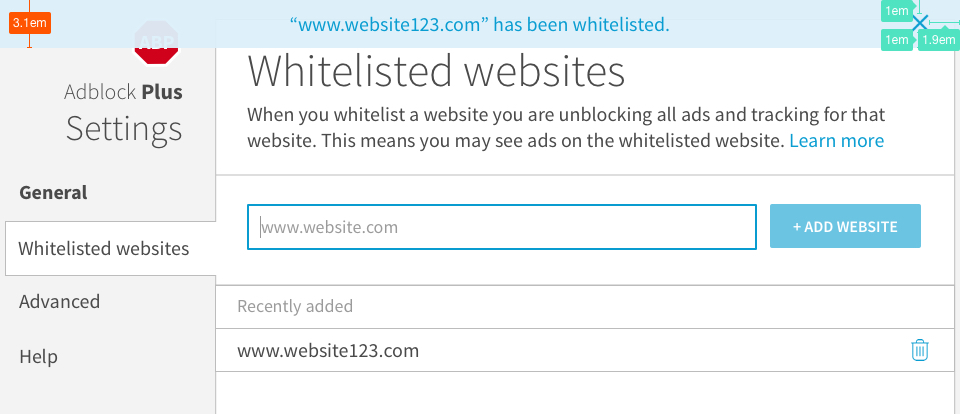 3.1em
“www.website123.com” has been whitelisted.
1em
1em
1.9em
ABP
Adblock Plus
Settings
General
Whitelisted websites
Advanced
Help
Whitelisted websites
When you whitelist a website you are unblocking all ads and tracking for that
website. This means you may see ads on the whitelisted website. Learn more
www.website.com
+ ADD WEBSITE
Recently added
www.website123.com